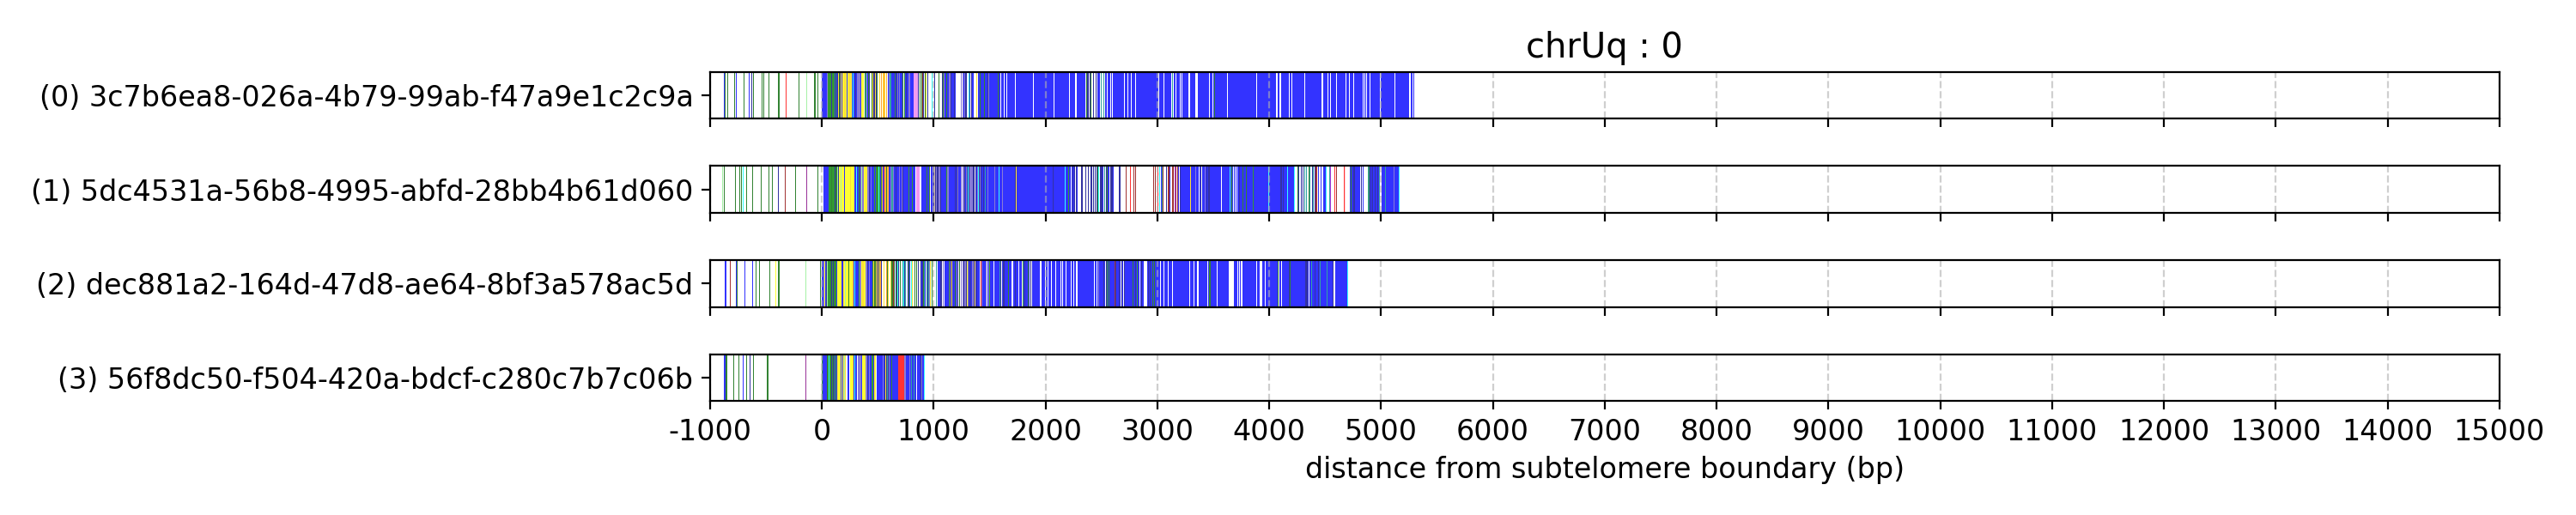 chrUq : 0
(0) 3c7b6ea8-026a-4b79-99ab-f47a9e1c2c9a
(1) 5dc4531a-56b8-4995-abfd-28bb4b61d060
(2) dec881a2-164d-47d8-ae64-8bf3a578ac5d
(3) 56f8dc50-f504-420a-bdcf-c280c7b7c06b
-1000 0 1000 2000 3000 4000 5000 6000 7000 8000 9000 10000 11000 12000 13000 14000 15000
distance from subtelomere boundary (bp)